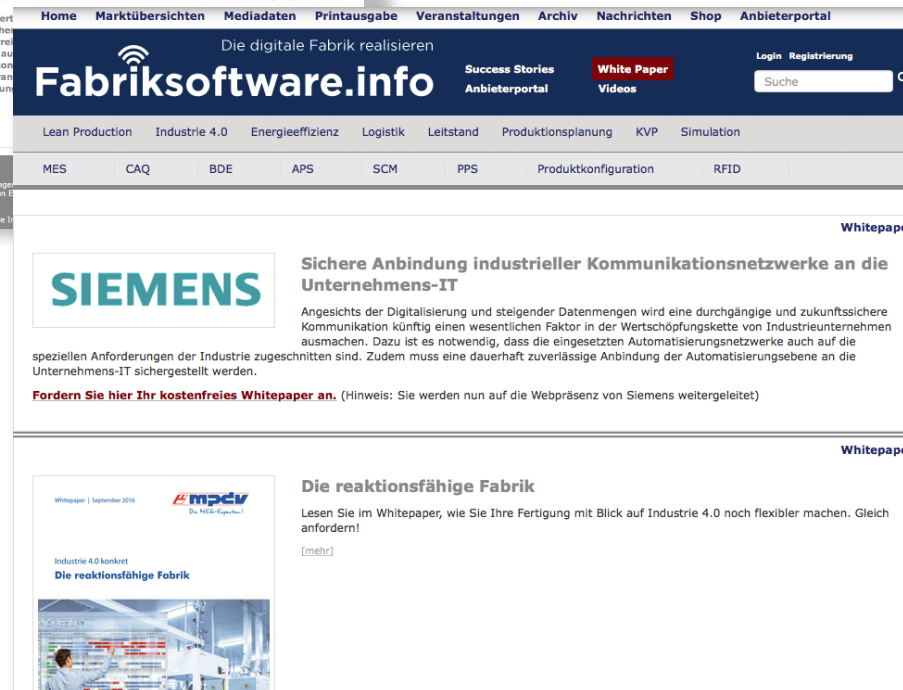 Home Marktübersichten Mediadaten Printausgabe Veranstaltungen Archiv Nachrichten Shop Anbieterportal
Die digitale Fabrik realisieren
Fabriksoftware.info
Success Stories White Paper
Anbieterportal Videos
Login Registrierung
Suche
Lean Production Industrie 4.0 Energieeffizienz Logistik Leitstand Produktionsplanung KVP Simulation
MES CAQ BDE APS SCM PPS Produktkonfiguration RFID
Whitepape
SIEMENS
Sichere Anbindung industrieller Kommunikationsnetzwerke an die
Unternehmens-IT
Angesichts der Digitalisierung und steigender Datenmengen wird eine durchgängige und zukunftssichere
Kommunikation künftig einen wesentlichen Faktor in der Wertschöpfungskette von Industrieunternehmen
ausmachen. Dazu ist es notwendig, dass die eingesetzten Automatisierungsnetzwerke auch auf die
speziellen Anforderungen der Industrie zugeschnitten sind. Zudem muss eine dauerhaft zuverlässige Anbindung der Automatisierungsebene an die
Unternehmens-IT sichergestellt werden.
Fordern Sie hier Ihr kostenfreies Whitepaper an. (Hinweis: Sie werden nun auf die Webpräsenz von Siemens weitergeleitet)
Whitepape
Whitepaper | September 2016
mpdv
Die MES-Experten!
Industrie 4.0 konkret
Die reaktionsfähige Fabrik
Die reaktionsfähige Fabrik
Lesen Sie im Whitepaper, wie Sie Ihre Fertigung mit Blick auf Industrie 4.0 noch flexibler machen. Gleich
anfordern!
[mehr]